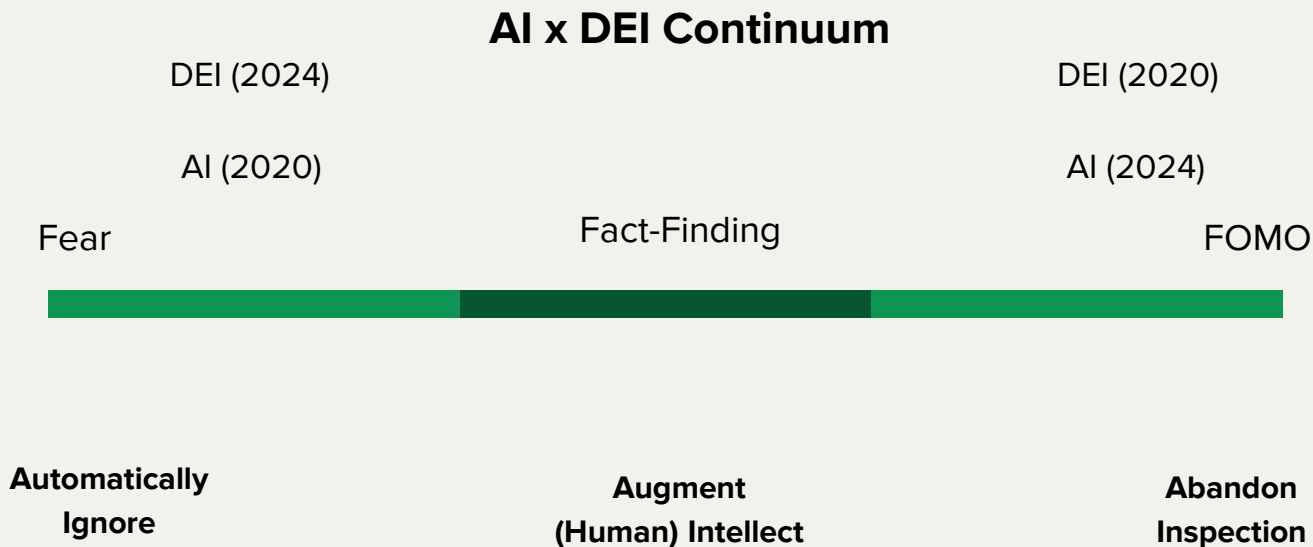 AI x DEI Continuum
DEI (2024)
DEI (2020)
AI (2020)
AI (2024)
Fear
Fact-Finding
FOMO
Automatically
Ignore
Augment
(Human) Intellect
Abandon
Inspection